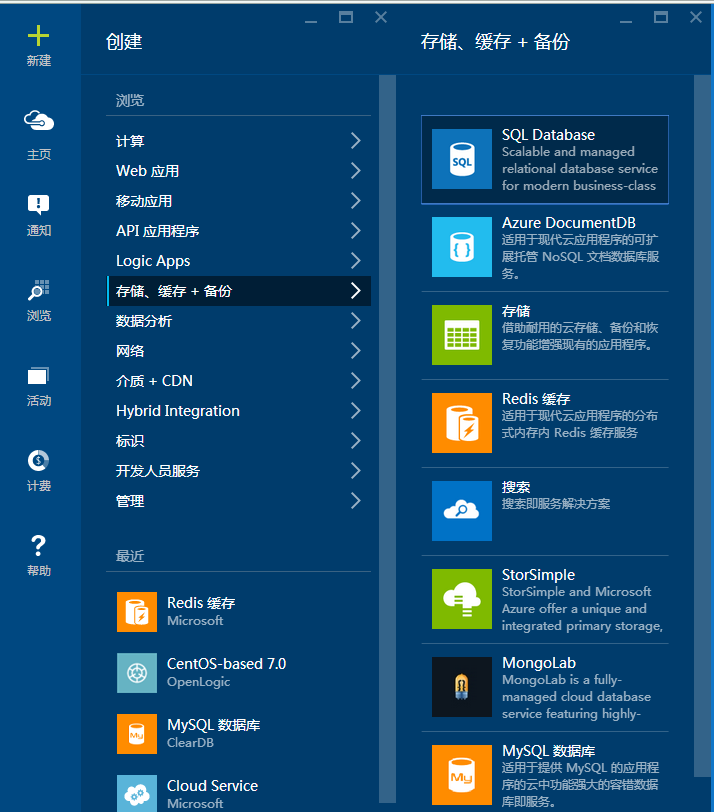 新建
主页
通知
浏览
活动
计费
帮助
创建
浏览
计算
Web 应用
移动应用
API 应用程序
Logic Apps
存储、缓存 + 备份
数据分析
网络
介质 + CDN
Hybrid Integration
标识
开发人员服务
管理
最近
Redis 缓存
Microsoft
CentOS-based 7.0
OpenLogic
MySQL 数据库
ClearDB
Cloud Service
Microsoft
存储、缓存 + 备份
SQL
SQL Database
Scalable and managed
relational database service
for modern business-class
Azure DocumentDB
适用于现代云应用程序的可扩
展托管 NoSQL 文档数据库服
务。
存储
借助耐用的云存储、备份和恢
复功能增强现有的应用程序。
Redis 缓存
适用于现代云应用程序的分布
式内存内 Redis 缓存服务
搜索
搜索即服务解决方案
StorSimple
StorSimple and Microsoft
Azure offer a unique and
integrated primary storage,
MongoLab
MongoLab is a fully-
managed cloud database
service featuring highly-
My
MySQL 数据库
适用于提供 MySQL 的应用程序
的云中功能强大的容错数据
库即服务。